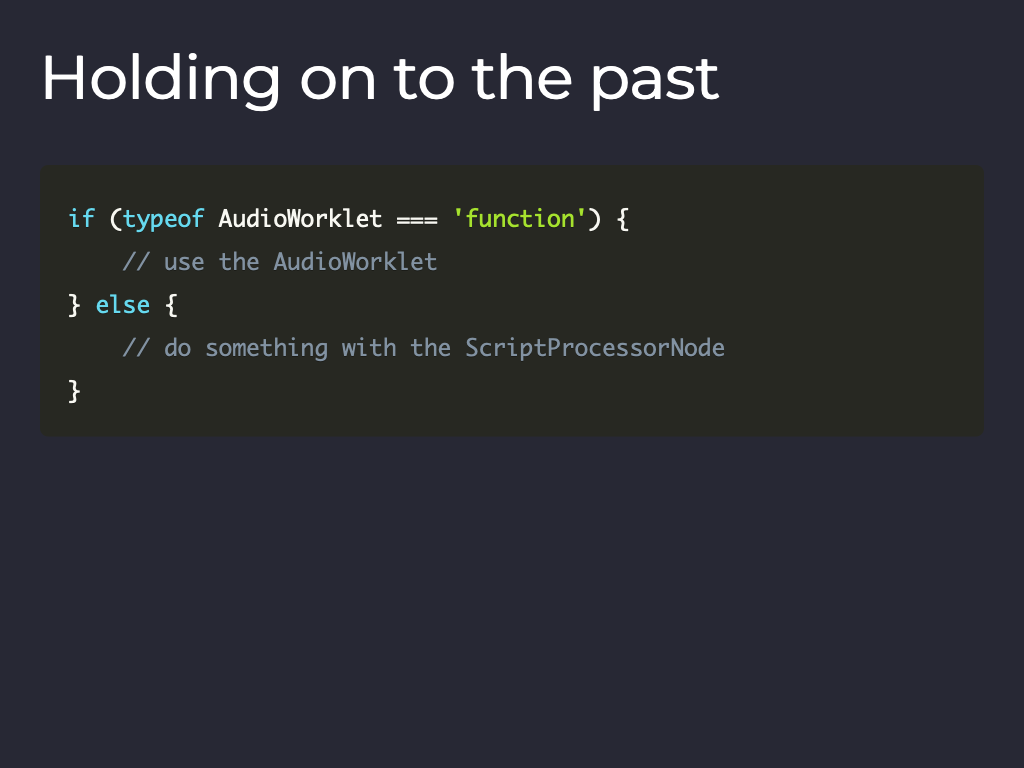 Holding on to the past
if (typeof AudioWorklet === 'function') {
    // use the AudioWorklet
} else {
    // do something with the ScriptProcessorNode
}